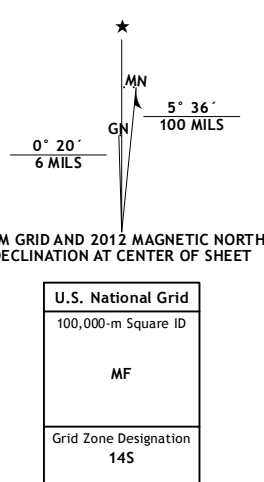 ★
MN
5° 36´
GN
100 MILS
0° 20´
6 MILS
M GRID AND 2012 MAGNETIC NORTH
DECLINATION AT CENTER OF SHEET
U.S. National Grid
100,000-m Square ID
MF
Grid Zone Designation
14S